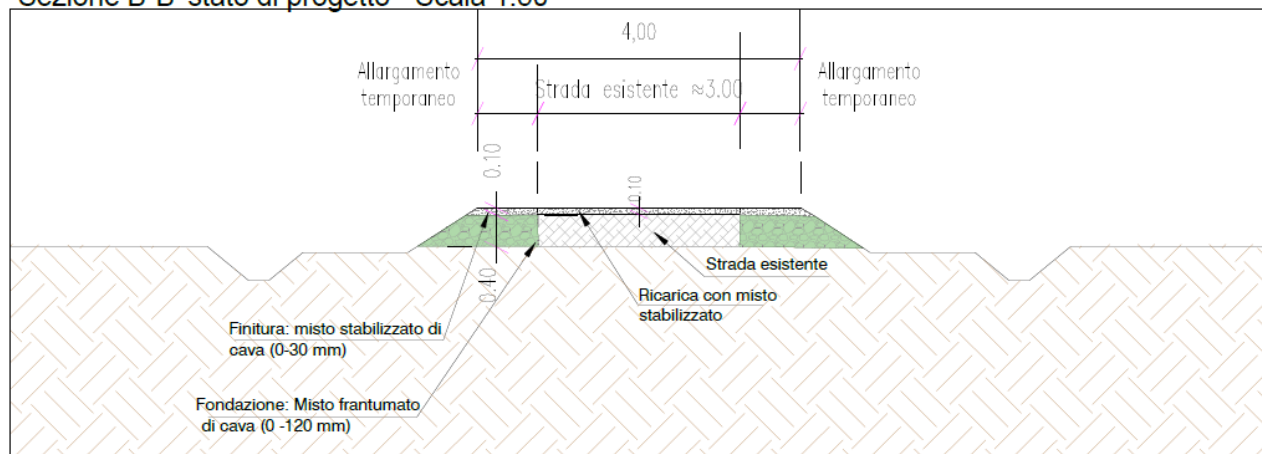 Sezione B-B' stato di progetto - Scala 1:50
4,00
Allargamento
temporaneo
Strada esistente ≈3.00
Allargamento
temporaneo
0.10
0.10
0.40
Strada esistente
Ricarica con misto
stabilizzato
Finitura: misto stabilizzato di
cava (0-30 mm)
Fondazione: Misto frantumato
di cava (0 -120 mm)